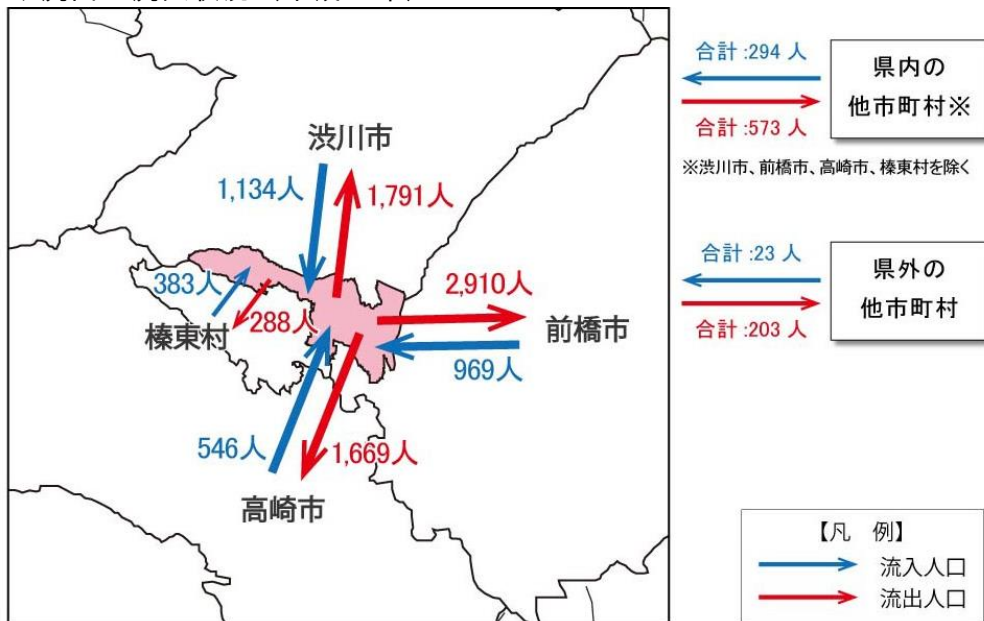 渋川市
1,134人
1,791人
383人
288人
榛東村
2,910人
前橋市
969人
546人
1,669人
高崎市
合計:294 人
合計:573 人
県内の
他市町村※
※渋川市、前橋市、高崎市、榛東村を除く
合計:23 人
合計:203 人
県外の
他市町村
【凡 例】
流入人口
流出人口